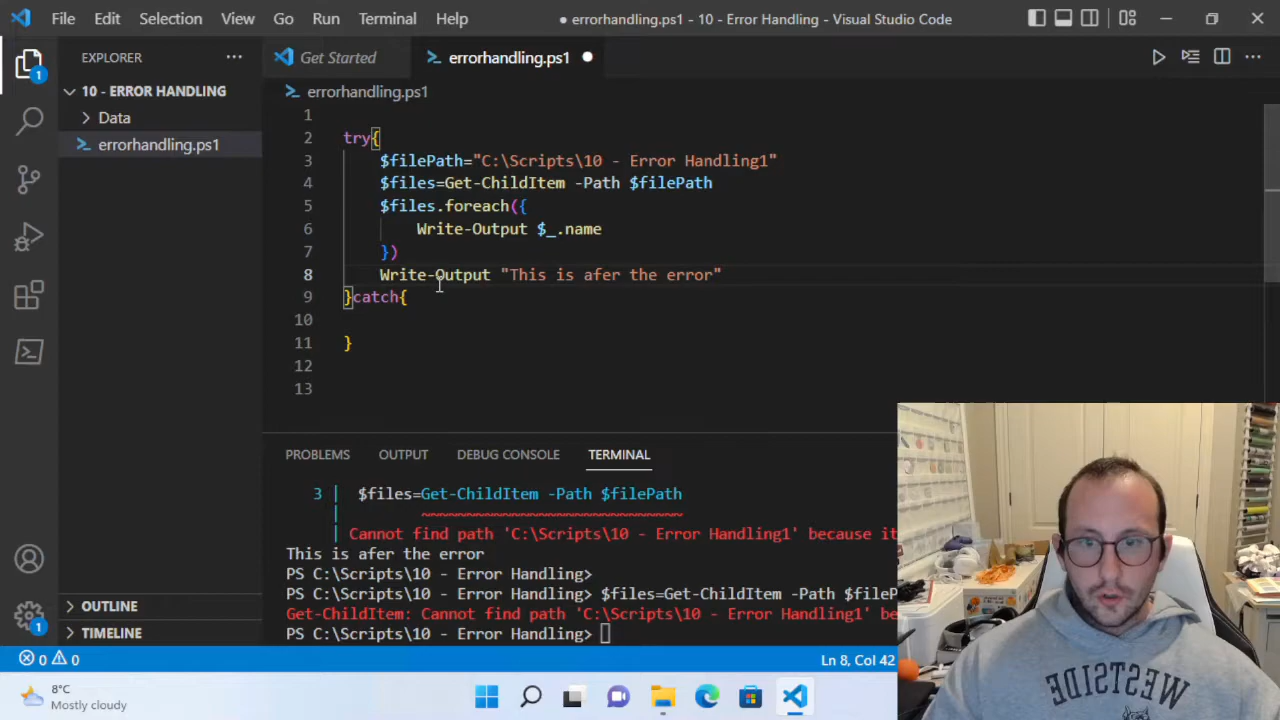 File Edit Selection View Go Run Terminal Help
● errorhandling.ps1 - 10 - Error Handling - Visual Studio Code
EXPLORER
Get Started
errorhandling.ps1
10 - ERROR HANDLING
errorhandling.ps1
Data
errorhandling.ps1
1
2 try{
3 $filePath="C:\Scripts\10 - Error Handling1"
4 $files=Get-ChildItem -Path $filePath
5 $files.foreach({
6 Write-Output $_.name
7 })
8 Write-Output "This is afer the error"
9 }catch{
10
11 }
12
13
PROBLEMS OUTPUT DEBUG CONSOLE TERMINAL
3 | $files=Get-ChildItem -Path $filePath
| ~~~~~~~~~~~~~~~~~~~~~~~~~~~~
| Cannot find path 'C:\Scripts\10 - Error Handling1' because it
This is afer the error
PS C:\Scripts\10 - Error Handling>
PS C:\Scripts\10 - Error Handling> $files=Get-ChildItem -Path $fileP
Get-ChildItem: Cannot find path 'C:\Scripts\10 - Error Handling1' be
PS C:\Scripts\10 - Error Handling>
OUTLINE
TIMELINE
1
1
0 0
Ln 8, Col 42
8°C
Mostly cloudy
WESTSIDE